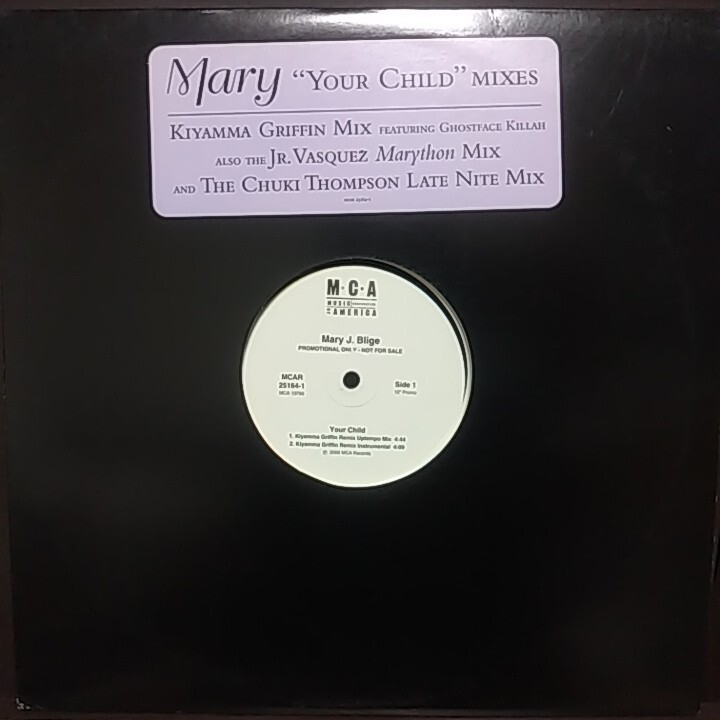 Mary "YOUR CHILD" MIXES
KIYAMMA GRIFFIN MIX FEATURING GHOSTFACE KILLAH
ALSO THE JR. VASQUEZ Marython MIX
AND THE CHUKI THOMPSON LATE NITE MIX
M·C·A
MUSIC CORPORATION
OF AMERICA
Mary J. Blige
PROMOTIONAL ONLY - NOT FOR SALE
MCAR
25184-1
Side 1
12" Promo
Your Child
1. Kiyamma Griffin Remix Uptempo Mix 4:44
2. Kiyamma Griffin Remix Instrumental 4:09
℗ 2000 MCA Records